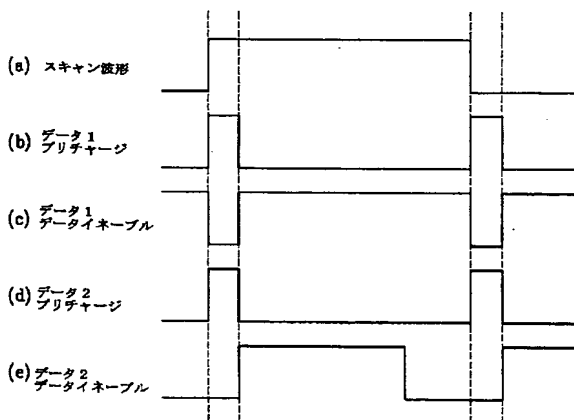 (a) スキャン波形
(b) データ1
プリチャージ
(c) データ1
データイネーブル
(d) データ2
プリチャージ
(e) データ2
データイネーブル